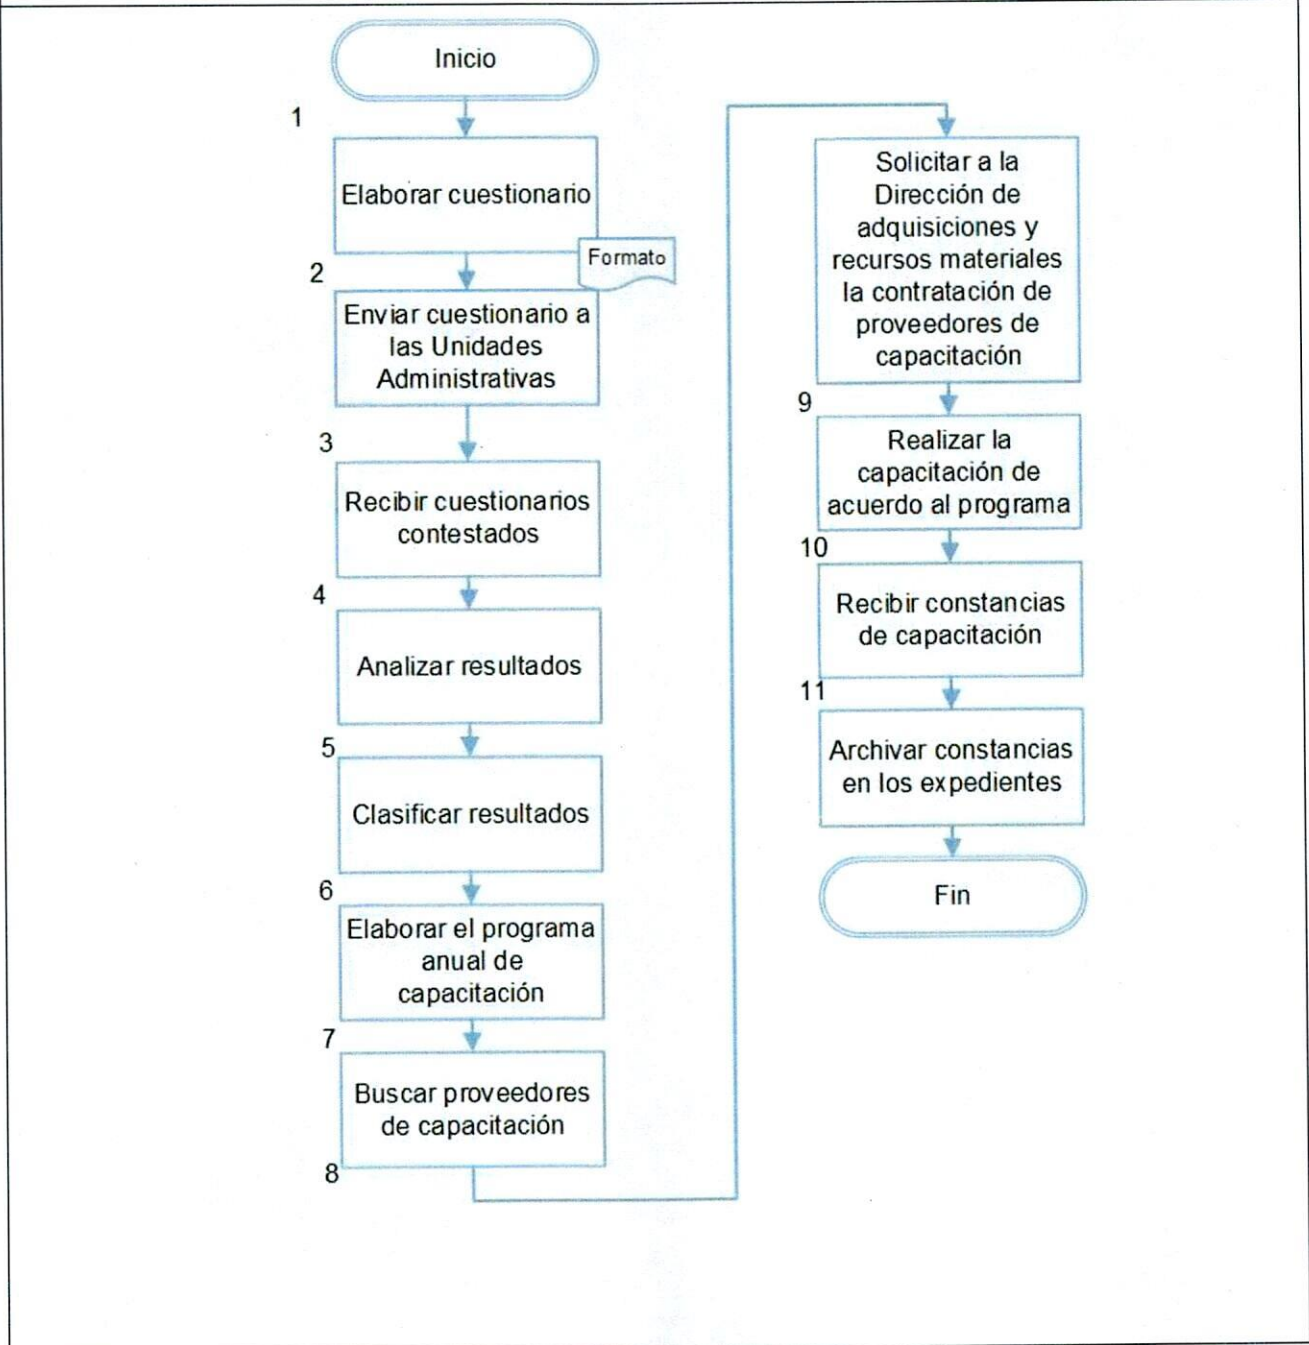 Inicio
1
Elaborar cuestionario
Formato
2
Enviar cuestionario a
las Unidades
Administrativas
3
Recibir cuestionarios
contestados
4
Analizar resultados
5
Clasificar resultados
6
Elaborar el programa
anual de
capacitación
7
Buscar proveedores
de capacitación
8
Solicitar a la
Dirección de
adquisiciones y
recursos materiales
la contratación de
proveedores de
capacitación
9
Realizar la
capacitación de
acuerdo al programa
10
Recibir constancias
de capacitación
11
Archivar constancias
en los expedientes
Fin